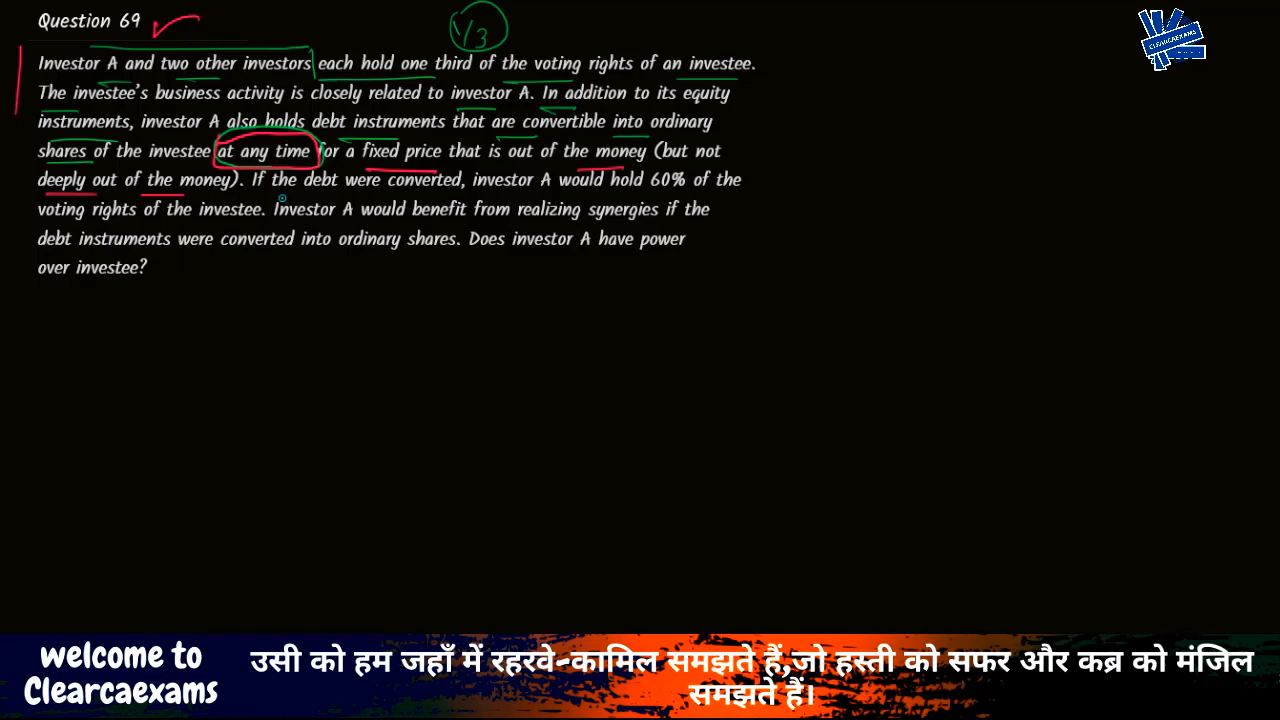 Question 69
1/3
CLEARCAEXAMS
Investor A and two other investors each hold one third of the voting rights of an investee.
The investee's business activity is closely related to investor A. In addition to its equity
instruments, investor A also holds debt instruments that are convertible into ordinary
shares of the investee at any time for a fixed price that is out of the money (but not
deeply out of the money). If the debt were converted, investor A would hold 60% of the
voting rights of the investee. Investor A would benefit from realizing synergies if the
debt instruments were converted into ordinary shares. Does investor A have power
over investee?
welcome to
Clearcaexams
उसी को हम जहाँ में रहरवे-कामिल समझते हैं,जो हस्ती को सफर और कब्र को मंजिल
समझते हैं।